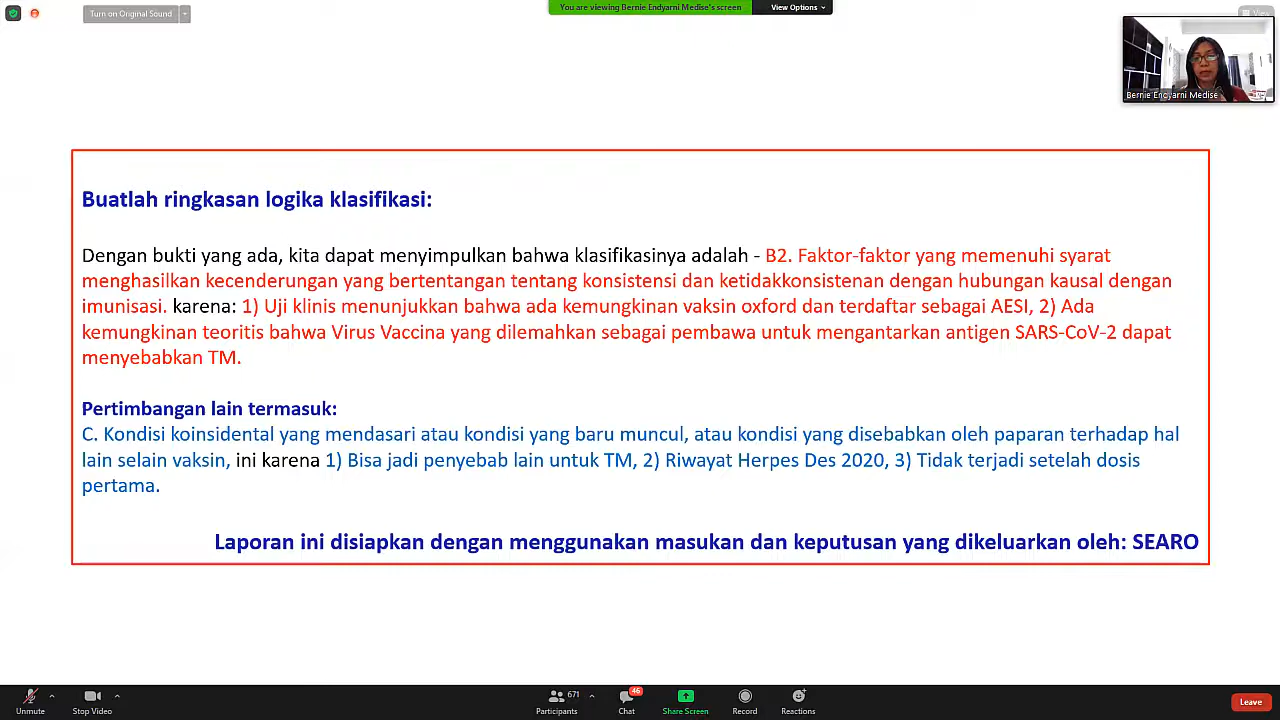 Turn on Original Sound
You are viewing Bernie Endyarni Medise's screen
View Options
View
Bernie Endyarni Medise
Buatlah ringkasan logika klasifikasi:
Dengan bukti yang ada, kita dapat menyimpulkan bahwa klasifikasinya adalah - B2. Faktor-faktor yang memenuhi syarat
menghasilkan kecenderungan yang bertentangan tentang konsistensi dan ketidakkonsistenan dengan hubungan kausal dengan
imunisasi. karena: 1) Uji klinis menunjukkan bahwa ada kemungkinan vaksin oxford dan terdaftar sebagai AESI, 2) Ada
kemungkinan teoritis bahwa Virus Vaccina yang dilemahkan sebagai pembawa untuk mengantarkan antigen SARS-CoV-2 dapat
menyebabkan TM.
Pertimbangan lain termasuk:
C. Kondisi koinsidental yang mendasari atau kondisi yang baru muncul, atau kondisi yang disebabkan oleh paparan terhadap hal
lain selain vaksin, ini karena 1) Bisa jadi penyebab lain untuk TM, 2) Riwayat Herpes Des 2020, 3) Tidak terjadi setelah dosis
pertama.
Laporan ini disiapkan dengan menggunakan masukan dan keputusan yang dikeluarkan oleh: SEARO
Unmute
Stop Video
671
Participants
46
Chat
Share Screen
Record
Reactions
Leave